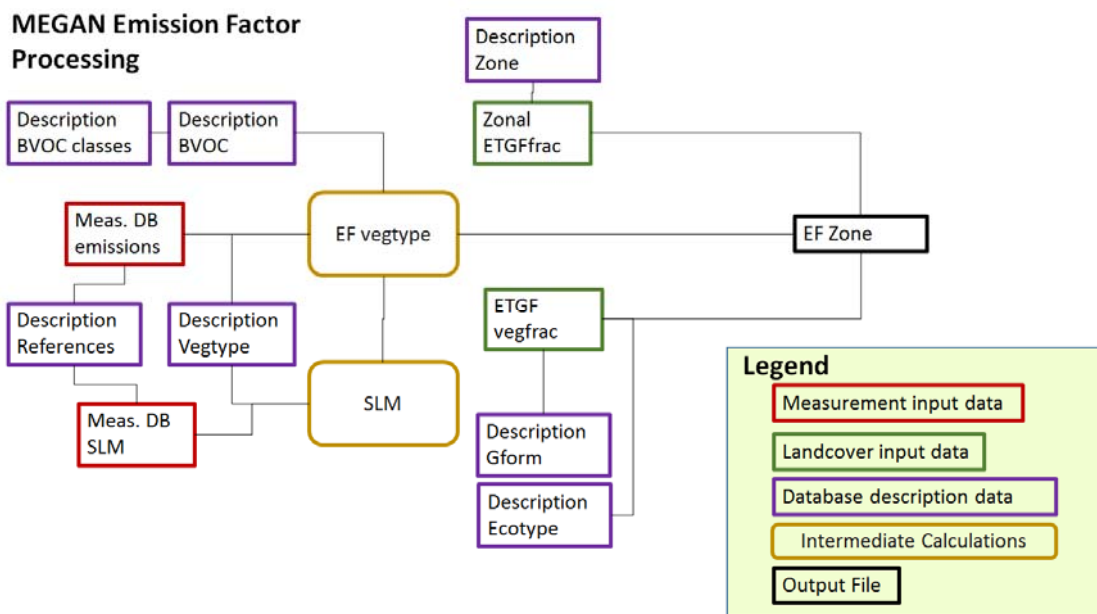 MEGAN Emission Factor
Processing
Description
Zone
Description
BVOC classes
Description
BVOC
Zonal
ETGFfrac
Meas. DB
emissions
EF vegtype
EF Zone
Description
References
Description
Vegtype
ETGF
vegfrac
Meas. DB
SLM
SLM
Description
Gform
Description
Ecotype
Legend
Measurement input data
Landcover input data
Database description data
Intermediate Calculations
Output File